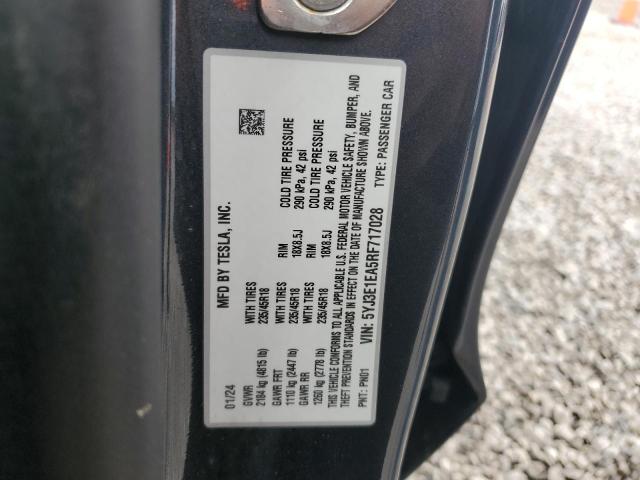 MFD BY TESLA, INC.
01/24
GVWR
2184 kg (4815 lb)
GAWR FRT WITH TIRES RIM COLD TIRE PRESSURE
1110 kg (2447 lb) 235/45R18 18X8.5J 290 kPa, 42 psi
GAWR RR WITH TIRES RIM COLD TIRE PRESSURE
1260 kg (2778 lb) 235/45R18 18X8.5J 290 kPa, 42 psi
THIS VEHICLE CONFORMS TO ALL APPLICABLE U.S. FEDERAL MOTOR VEHICLE SAFETY, BUMPER, AND
THEFT PREVENTION STANDARDS IN EFFECT ON THE DATE OF MANUFACTURE SHOWN ABOVE.
PNT: PN01 VIN: 5YJ3E1EA5RF717028 TYPE: PASSENGER CAR